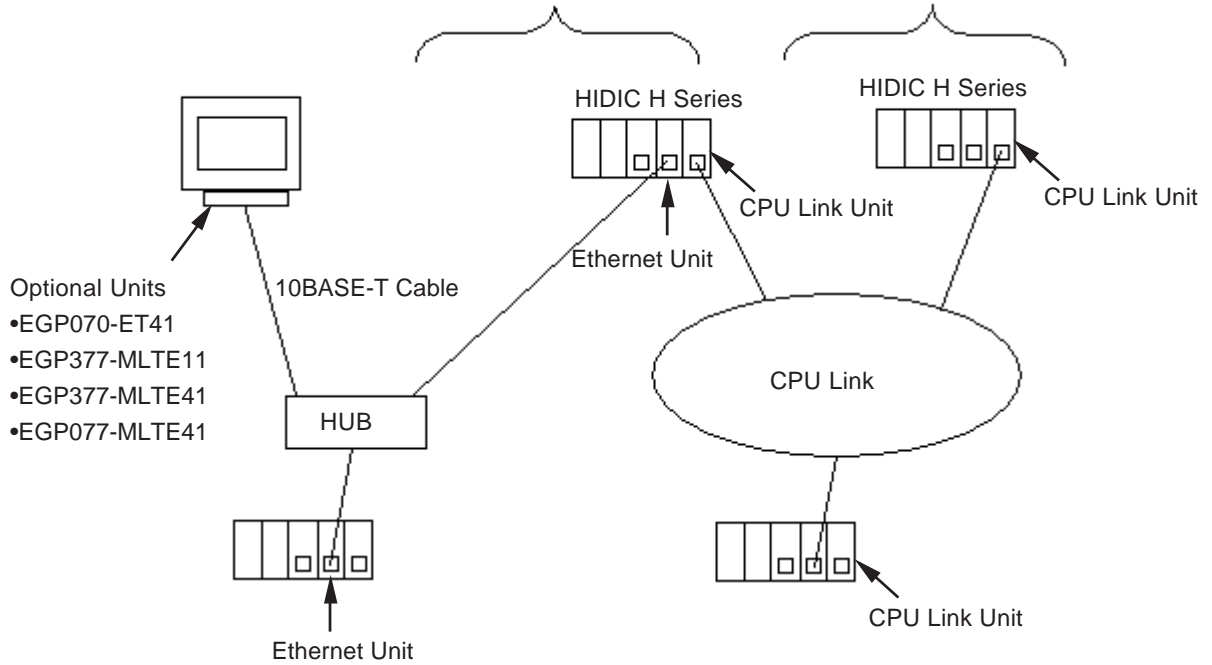 HIDIC H Series
HIDIC H Series
CPU Link Unit
CPU Link Unit
Ethernet Unit
Optional Units
•EGP070-ET41
•EGP377-MLTE11
•EGP377-MLTE41
•EGP077-MLTE41
10BASE-T Cable
HUB
CPU Link
CPU Link Unit
Ethernet Unit